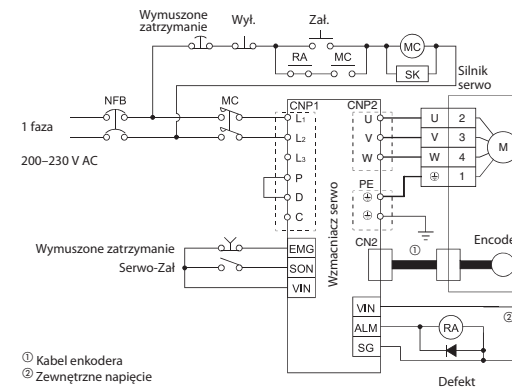 Wymuszone
zatrzymanie
Wył.
Zał.
RA
MC
MC
SK
Silnik
serwo
NFB
MC
CNP1
CNP2
1 faza
200–230 V AC
L1
L2
L3
P
D
C
U
V
W
PE
U 2
V 3
W 4
1
M
Wzmacniacz serwo
CN2
①
Encode
Wymuszone zatrzymanie
Serwo-Zał
EMG
SON
VIN
VIN
ALM
SG
RA
②
Defekt
① Kabel enkodera
② Zewnętrzne napięcie